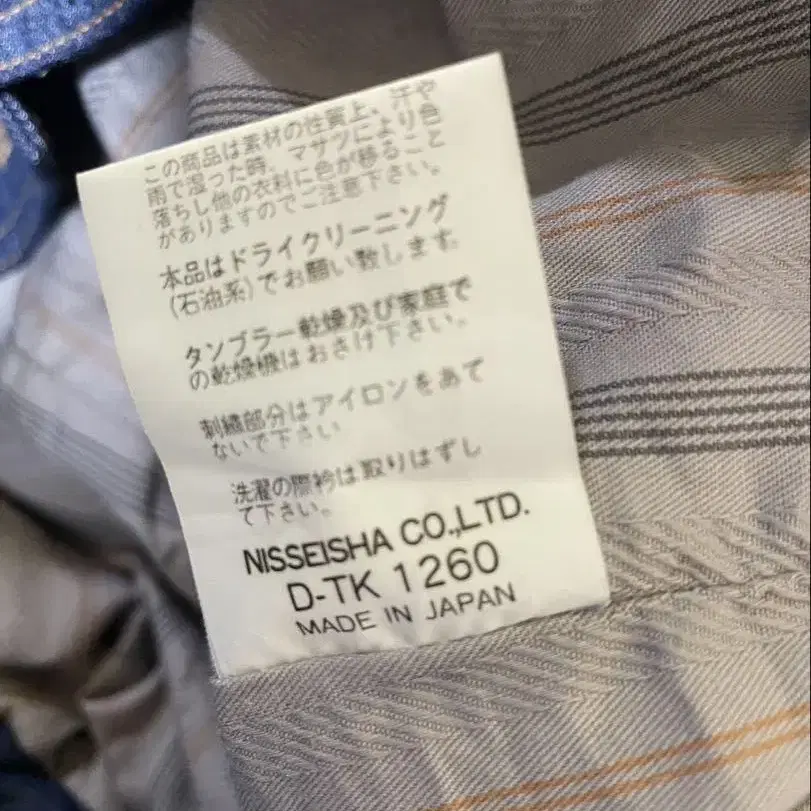 この商品は素材の性質上、汗や
雨で湿った時、マサツにより色
落ちし他の衣料に色が移ること
がありますのでご注意下さい。
本品はドライクリーニング
(石油系)でお願い致します。
タンブラー乾燥及び家庭で
の乾燥機はおさけ下さい。
刺繍部分はアイロンをあて
ないで下さい
洗濯の際衿は取りはずし
て下さい。
NISSEISHA CO.,LTD.
D-TK 1260
MADE IN JAPAN